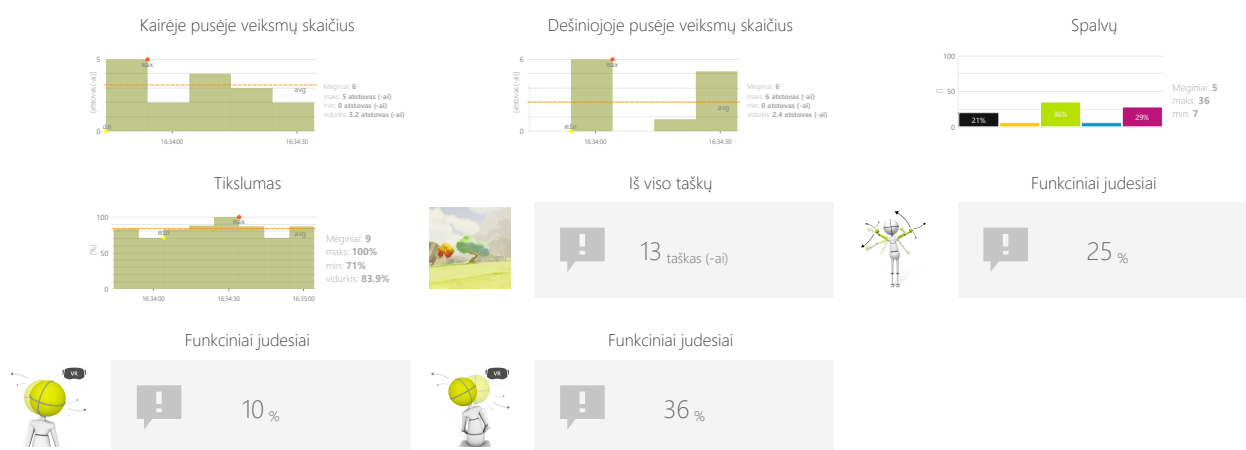 Kairėje pusėje veiksmų skaičius
5
[atstovas (-ai)]
max
avg
min
0
16:34:00
16:34:30
Mėginiai: 6
maks: 5 atstovas (-ai)
min: 0 atstovas (-ai)
vidurkis: 3.2 atstovas (-ai)
Dešiniojoje pusėje veiksmų skaičius
6
[atstovas (-ai)]
max
avg
min
0
16:34:00
16:34:30
Mėginiai: 6
maks: 6 atstovas (-ai)
min: 0 atstovas (-ai)
vidurkis: 2.4 atstovas (-ai)
Spalvų
100
50
0
21%
36%
29%
Mėginiai: 5
maks: 36
min: 7
Tikslumas
100
[%]
50
0
max
min
avg
16:34:00
16:34:30
16:35:00
Mėginiai: 9
maks: 100%
min: 71%
vidurkis: 83.9%
Iš viso taškų
13 taškas (-ai)
Funkciniai judesiai
25 %
Funkciniai judesiai
VR
10 %
Funkciniai judesiai
VR
36 %